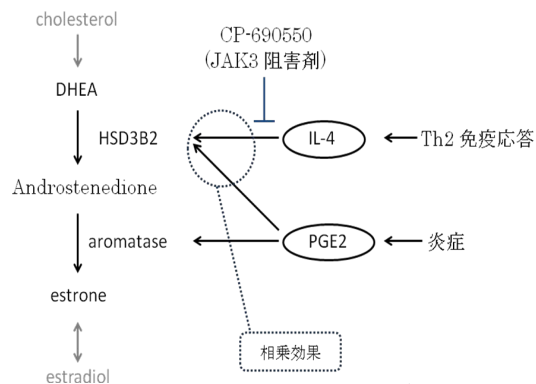 cholesterol
CP-690550
(JAK3 阻害剤)
DHEA
HSD3B2
IL-4
Th2 免疫応答
Androstenedione
aromatase
PGE2
炎症
estrone
相乗効果
estradiol